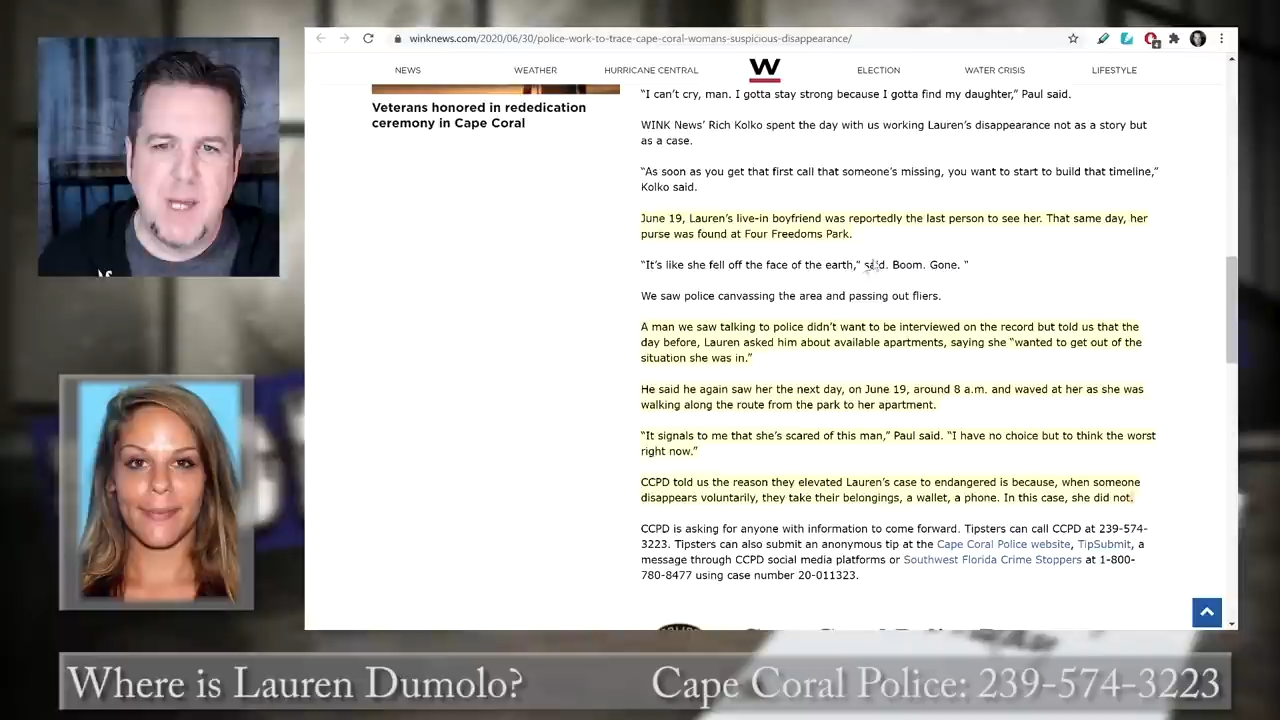 winknews.com/2020/06/30/police-work-to-trace-cape-coral-womans-suspicious-disappearance/
NEWS
WEATHER
HURRICANE CENTRAL
W
ELECTION
WATER CRISIS
LIFESTYLE
Veterans honored in rededication
ceremony in Cape Coral
“I can’t cry, man. I gotta stay strong because I gotta find my daughter,” Paul said.
WINK News’ Rich Kolko spent the day with us working Lauren’s disappearance not as a story but
as a case.
“As soon as you get that first call that someone’s missing, you want to start to build that timeline,”
Kolko said.
June 19, Lauren’s live-in boyfriend was reportedly the last person to see her. That same day, her
purse was found at Four Freedoms Park.
“It’s like she fell off the face of the earth,” said. Boom. Gone. “
We saw police canvassing the area and passing out fliers.
A man we saw talking to police didn’t want to be interviewed on the record but told us that the
day before, Lauren asked him about available apartments, saying she “wanted to get out of the
situation she was in.”
He said he again saw her the next day, on June 19, around 8 a.m. and waved at her as she was
walking along the route from the park to her apartment.
“It signals to me that she’s scared of this man,” Paul said. “I have no choice but to think the worst
right now.”
CCPD told us the reason they elevated Lauren’s case to endangered is because, when someone
disappears voluntarily, they take their belongings, a wallet, a phone. In this case, she did not.
CCPD is asking for anyone with information to come forward. Tipsters can call CCPD at 239-574-
3223. Tipsters can also submit an anonymous tip at the Cape Coral Police website, TipSubmit, a
message through CCPD social media platforms or Southwest Florida Crime Stoppers at 1-800-
780-8477 using case number 20-011323.
Where is Lauren Dumolo?
Cape Coral Police: 239-574-3223